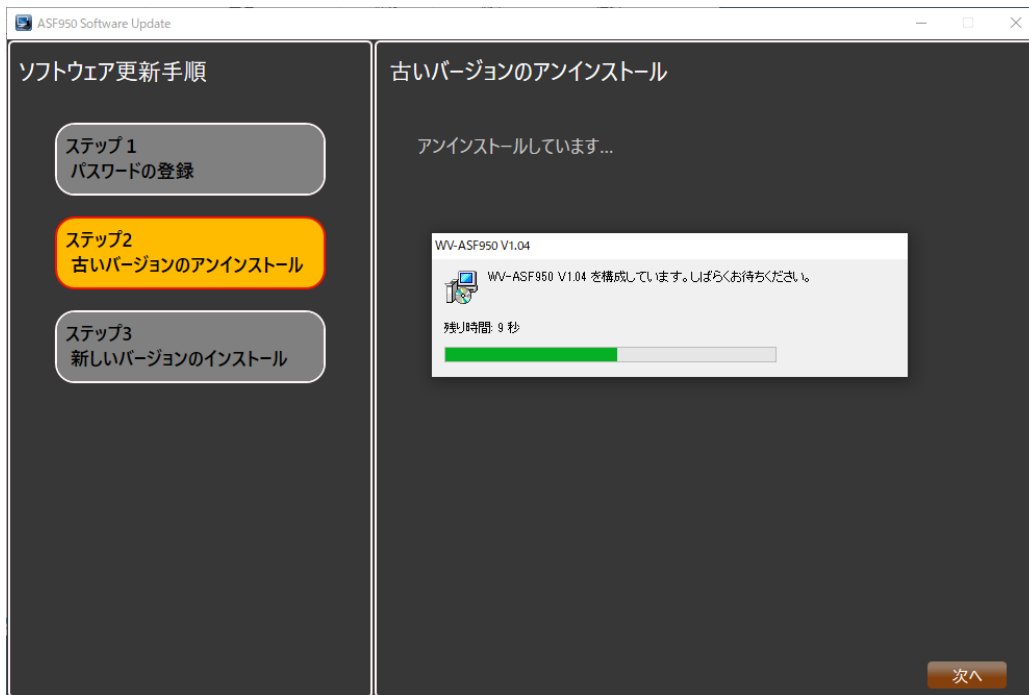 ASF950 Software Update
ソフトウェア更新手順
ステップ 1
パスワードの登録
ステップ2
古いバージョンのアンインストール
ステップ3
新しいバージョンのインストール
古いバージョンのアンインストール
アンインストールしています...
WV-ASF950 V1.04
WV-ASF950 V1.04 を構成しています。しばらくお待ちください。
残り時間: 9 秒
次へ